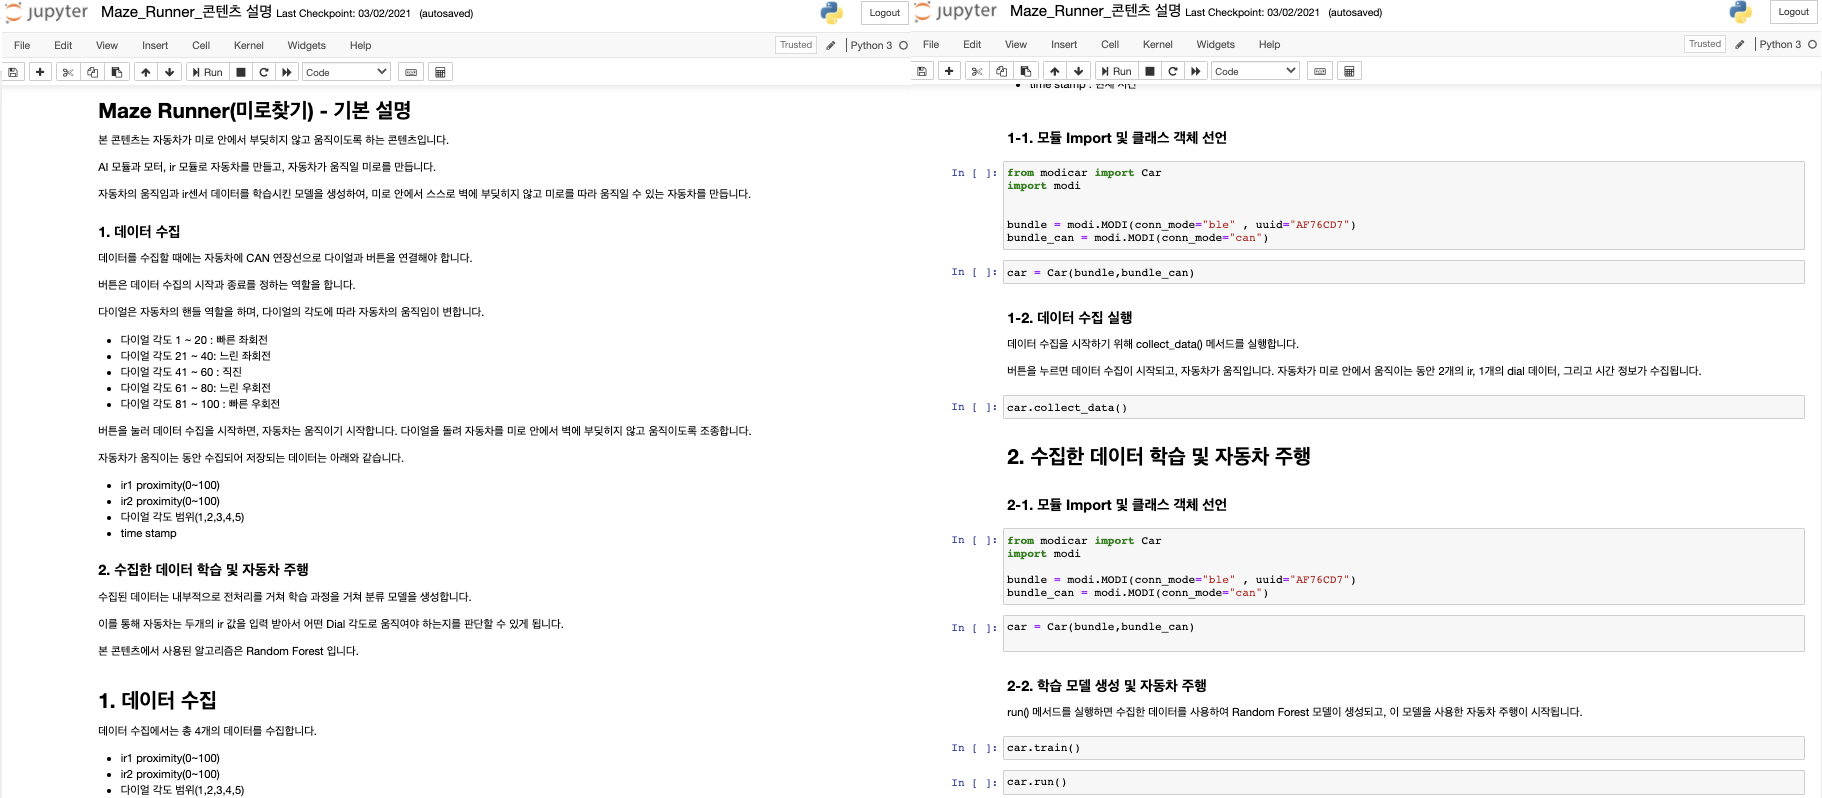 jupyter Maze_Runner_콘텐츠 설명 Last Checkpoint: 03/02/2021 (autosaved) Logout
File Edit View Insert Cell Kernel Widgets Help Trusted Python 3
Run Code
Maze Runner(미로찾기) - 기본 설명
본 콘텐츠는 자동차가 미로 안에서 부딪히지 않고 움직이도록 하는 콘텐츠입니다.
AI 모듈과 모터, ir 모듈로 자동차를 만들고, 자동차가 움직일 미로를 만듭니다.
자동차의 움직임과 ir센서 데이터를 학습시킨 모델을 생성하여, 미로 안에서 스스로 벽에 부딪히지 않고 미로를 따라 움직일 수 있는 자동차를 만듭니다.
1. 데이터 수집
데이터를 수집할 때에는 자동차에 CAN 연장선으로 다이얼과 버튼을 연결해야 합니다.
버튼은 데이터 수집의 시작과 종료를 정하는 역할을 합니다.
다이얼은 자동차의 핸들 역할을 하며, 다이얼의 각도에 따라 자동차의 움직임이 변합니다.
• 다이얼 각도 1 ~ 20 : 빠른 좌회전
• 다이얼 각도 21 ~ 40: 느린 좌회전
• 다이얼 각도 41 ~ 60 : 직진
• 다이얼 각도 61 ~ 80: 느린 우회전
• 다이얼 각도 81 ~ 100 : 빠른 우회전
버튼을 눌러 데이터 수집을 시작하면, 자동차는 움직이기 시작합니다. 다이얼을 돌려 자동차를 미로 안에서 벽에 부딪히지 않고 움직이도록 조종합니다.
자동차가 움직이는 동안 수집되어 저장되는 데이터는 아래와 같습니다.
• ir1 proximity(0~100)
• ir2 proximity(0~100)
• 다이얼 각도 범위(1,2,3,4,5)
• time stamp
2. 수집한 데이터 학습 및 자동차 주행
수집된 데이터는 내부적으로 전처리를 거쳐 학습 과정을 거쳐 분류 모델을 생성합니다.
이를 통해 자동차는 두개의 ir 값을 입력 받아서 어떤 Dial 각도로 움직여야 하는지를 판단할 수 있게 됩니다.
본 콘텐츠에서 사용된 알고리즘은 Random Forest 입니다.
1. 데이터 수집
데이터 수집에서는 총 4개의 데이터를 수집합니다.
• ir1 proximity(0~100)
• ir2 proximity(0~100)
• 다이얼 각도 범위(1,2,3,4,5)
jupyter Maze_Runner_콘텐츠 설명 Last Checkpoint: 03/02/2021 (autosaved) Logout
File Edit View Insert Cell Kernel Widgets Help Trusted Python 3
Run Code
• time stamp : 현재 시간
1-1. 모듈 Import 및 클래스 객체 선언
In [ ]: from modicar import Car
import modi
bundle = modi.MODI(conn_mode="ble" , uuid="AF76CD7")
bundle_can = modi.MODI(conn_mode="can")
In [ ]: car = Car(bundle,bundle_can)
1-2. 데이터 수집 실행
데이터 수집을 시작하기 위해 collect_data() 메서드를 실행합니다.
버튼을 누르면 데이터 수집이 시작되고, 자동차가 움직입니다. 자동차가 미로 안에서 움직이는 동안 2개의 ir, 1개의 dial 데이터, 그리고 시간 정보가 수집됩니다.
In [ ]: car.collect_data()
2. 수집한 데이터 학습 및 자동차 주행
2-1. 모듈 Import 및 클래스 객체 선언
In [ ]: from modicar import Car
import modi
bundle = modi.MODI(conn_mode="ble" , uuid="AF76CD7")
bundle_can = modi.MODI(conn_mode="can")
In [ ]: car = Car(bundle,bundle_can)
2-2. 학습 모델 생성 및 자동차 주행
run() 메서드를 실행하면 수집한 데이터를 사용하여 Random Forest 모델이 생성되고, 이 모델을 사용한 자동차 주행이 시작됩니다.
In [ ]: car.train()
In [ ]: car.run()